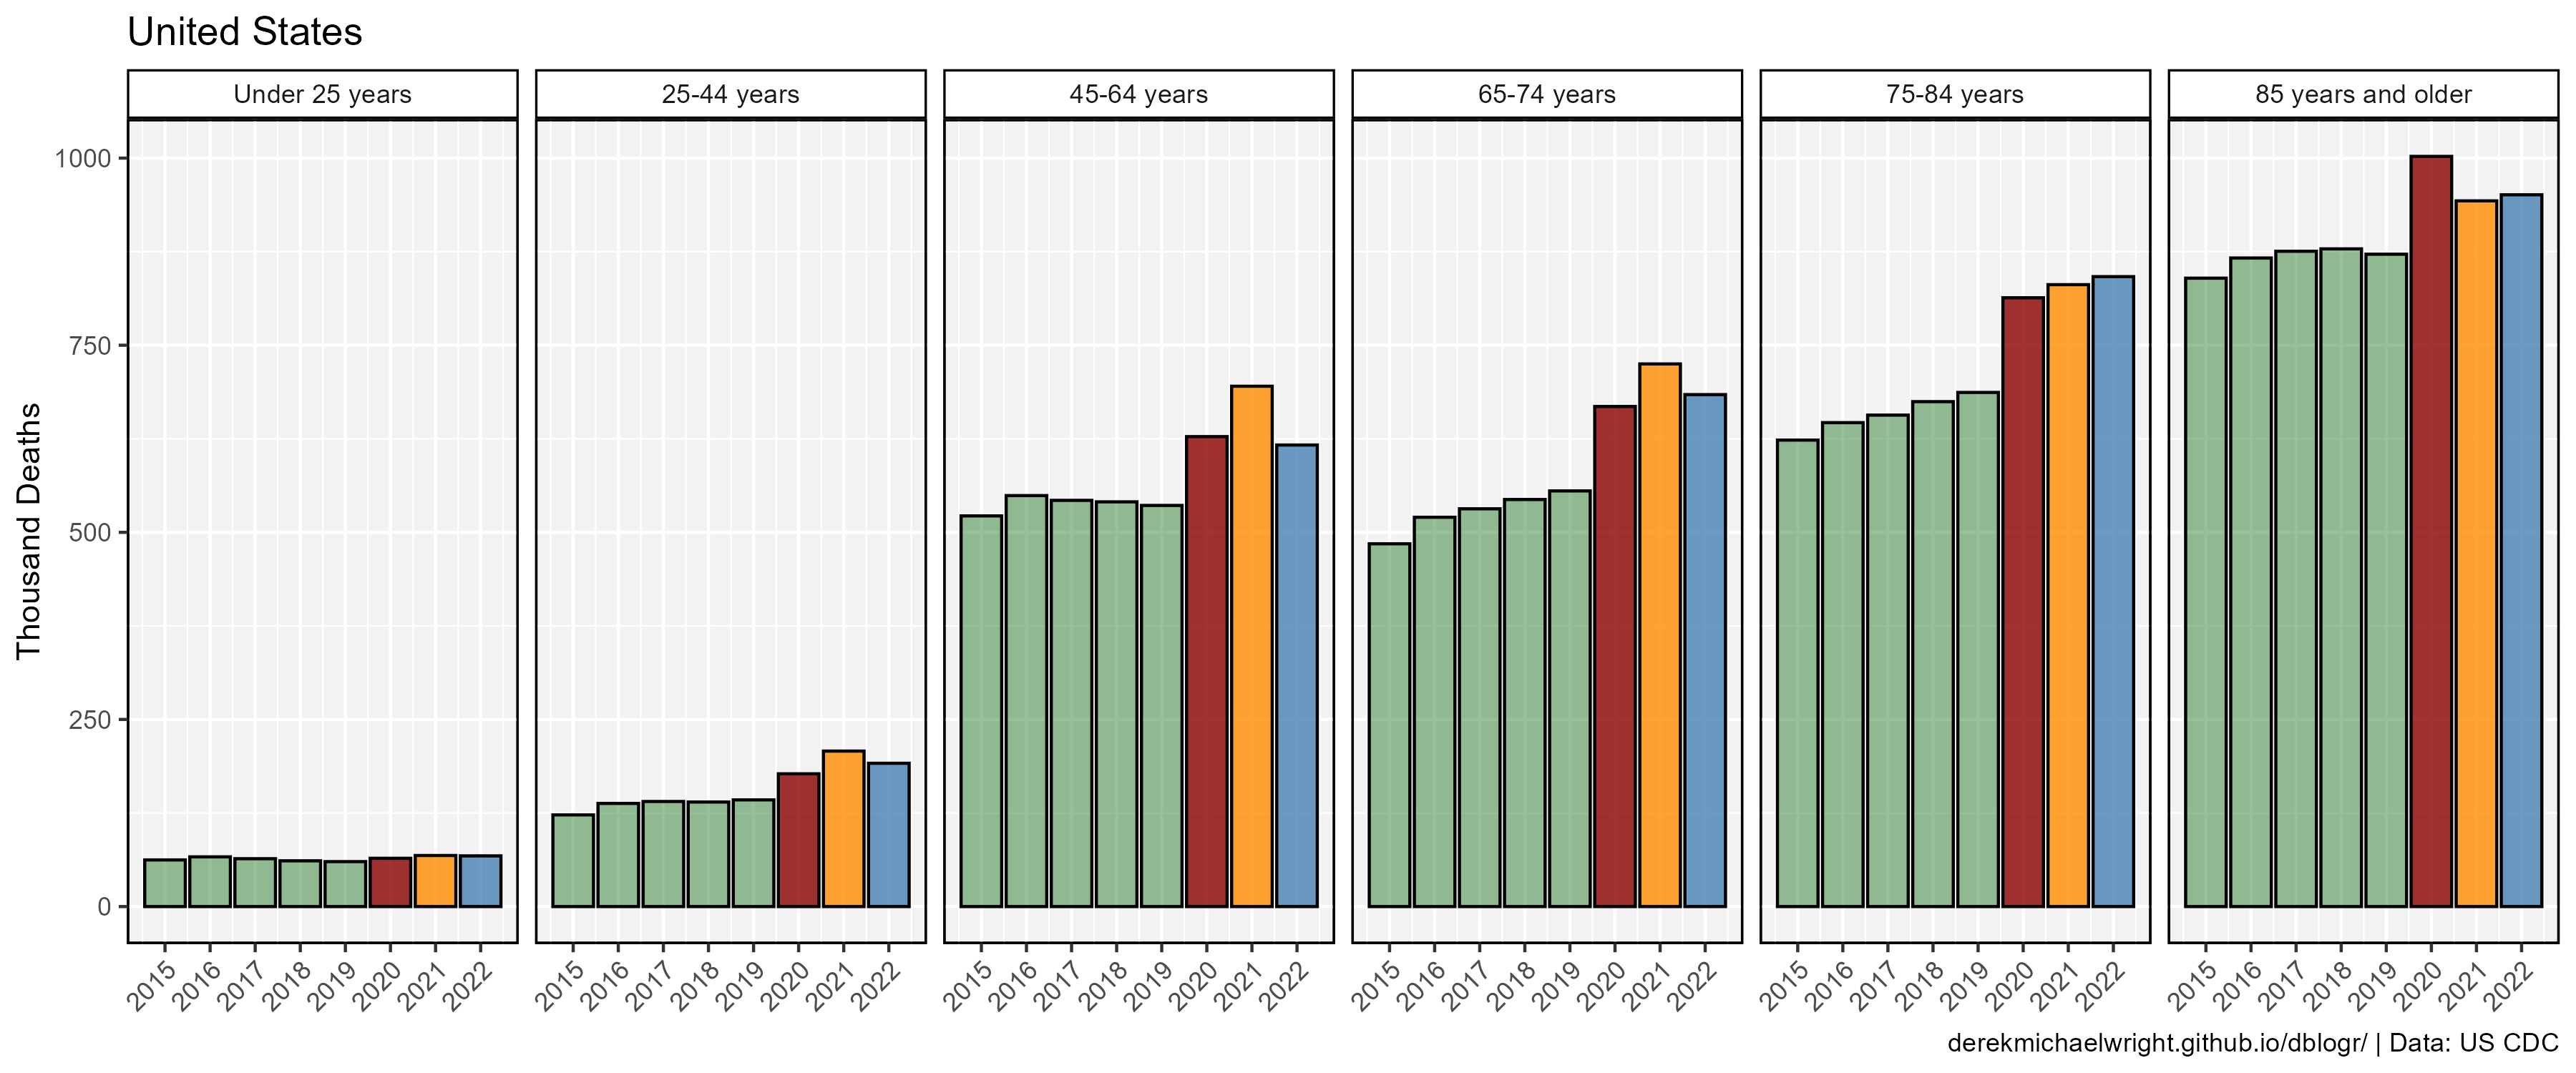 United States
Under 25 years
25-44 years
45-64 years
65-74 years
75-84 years
85 years and older
Thousand Deaths
1000
750
500
250
0
2015 2016 2017 2018 2019 2020 2021 2022
2015 2016 2017 2018 2019 2020 2021 2022
2015 2016 2017 2018 2019 2020 2021 2022
2015 2016 2017 2018 2019 2020 2021 2022
2015 2016 2017 2018 2019 2020 2021 2022
2015 2016 2017 2018 2019 2020 2021 2022
derekmichaelwright.github.io/dblogr/ | Data: US CDC